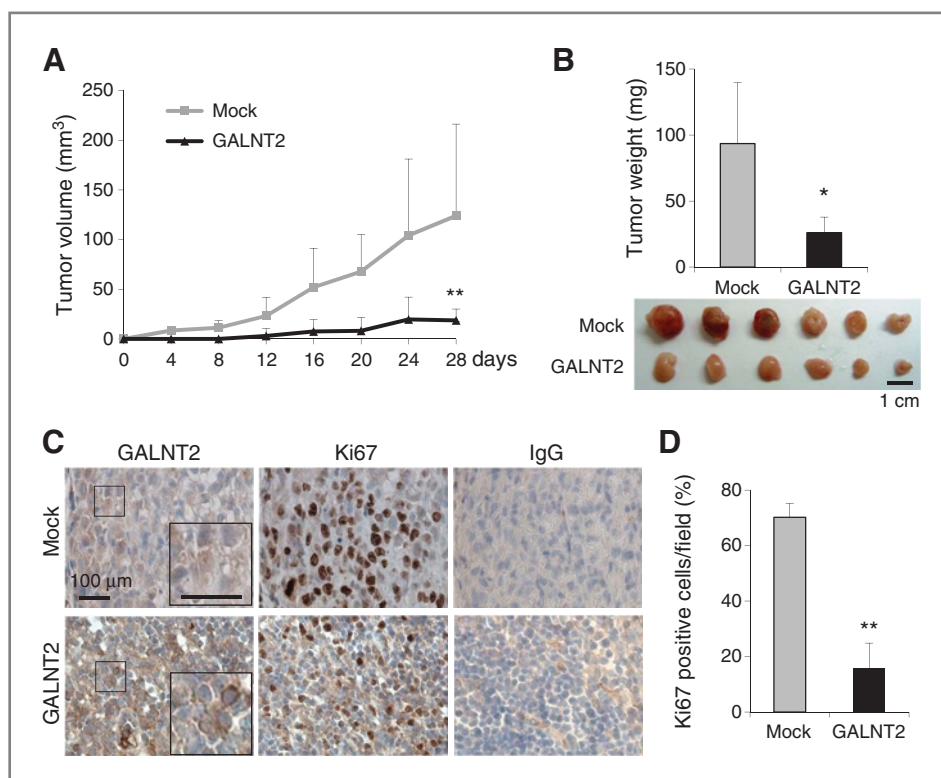 A
Tumor volume (mm³)
250
200
150
100
50
0
Mock
GALNT2
**
0 4 8 12 16 20 24 28 days
B
Tumor weight (mg)
150
100
50
0
*
Mock GALNT2
Mock
GALNT2
1 cm
C
GALNT2 Ki67 IgG
Mock
100 µm
GALNT2
D
Ki67 positive cells/field (%)
80
60
40
20
0
**
Mock GALNT2